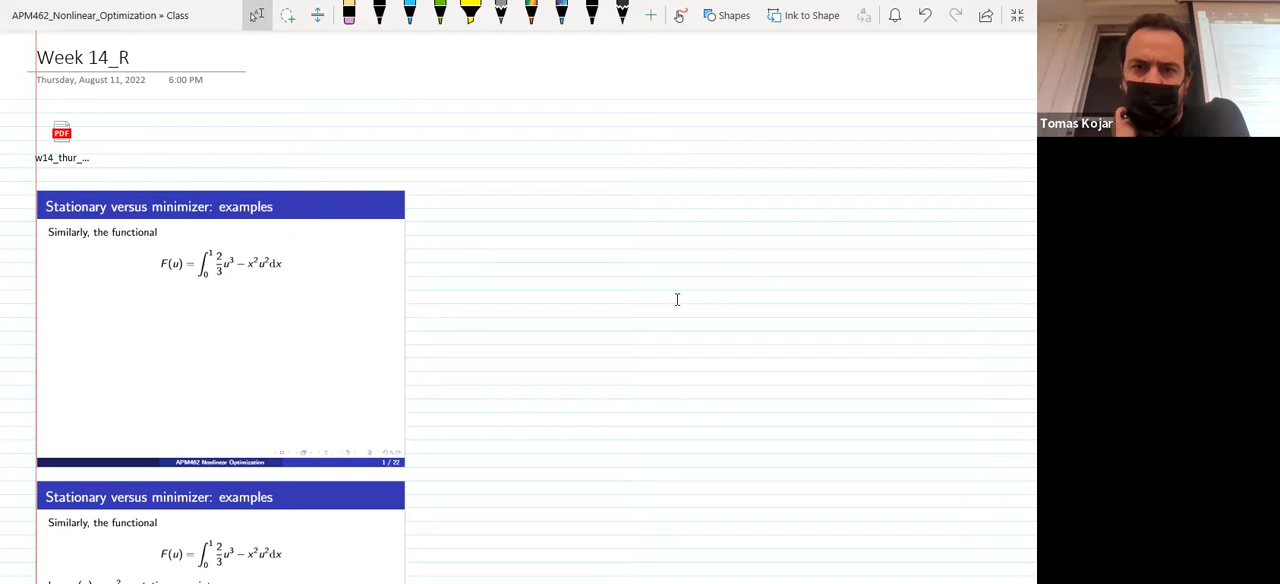 APM462_Nonlinear_Optimization » Class
Shapes
Ink to Shape
Week 14_R
Thursday, August 11, 2022 6:00 PM
PDF
w14_thur_...
Stationary versus minimizer: examples
Similarly, the functional
F(u) = ∫₀¹ 2/3 u³ − x²u²dx
APM462 Nonlinear Optimization 1 / 22
Stationary versus minimizer: examples
Similarly, the functional
F(u) = ∫₀¹ 2/3 u³ − x²u²dx
Tomas Kojar